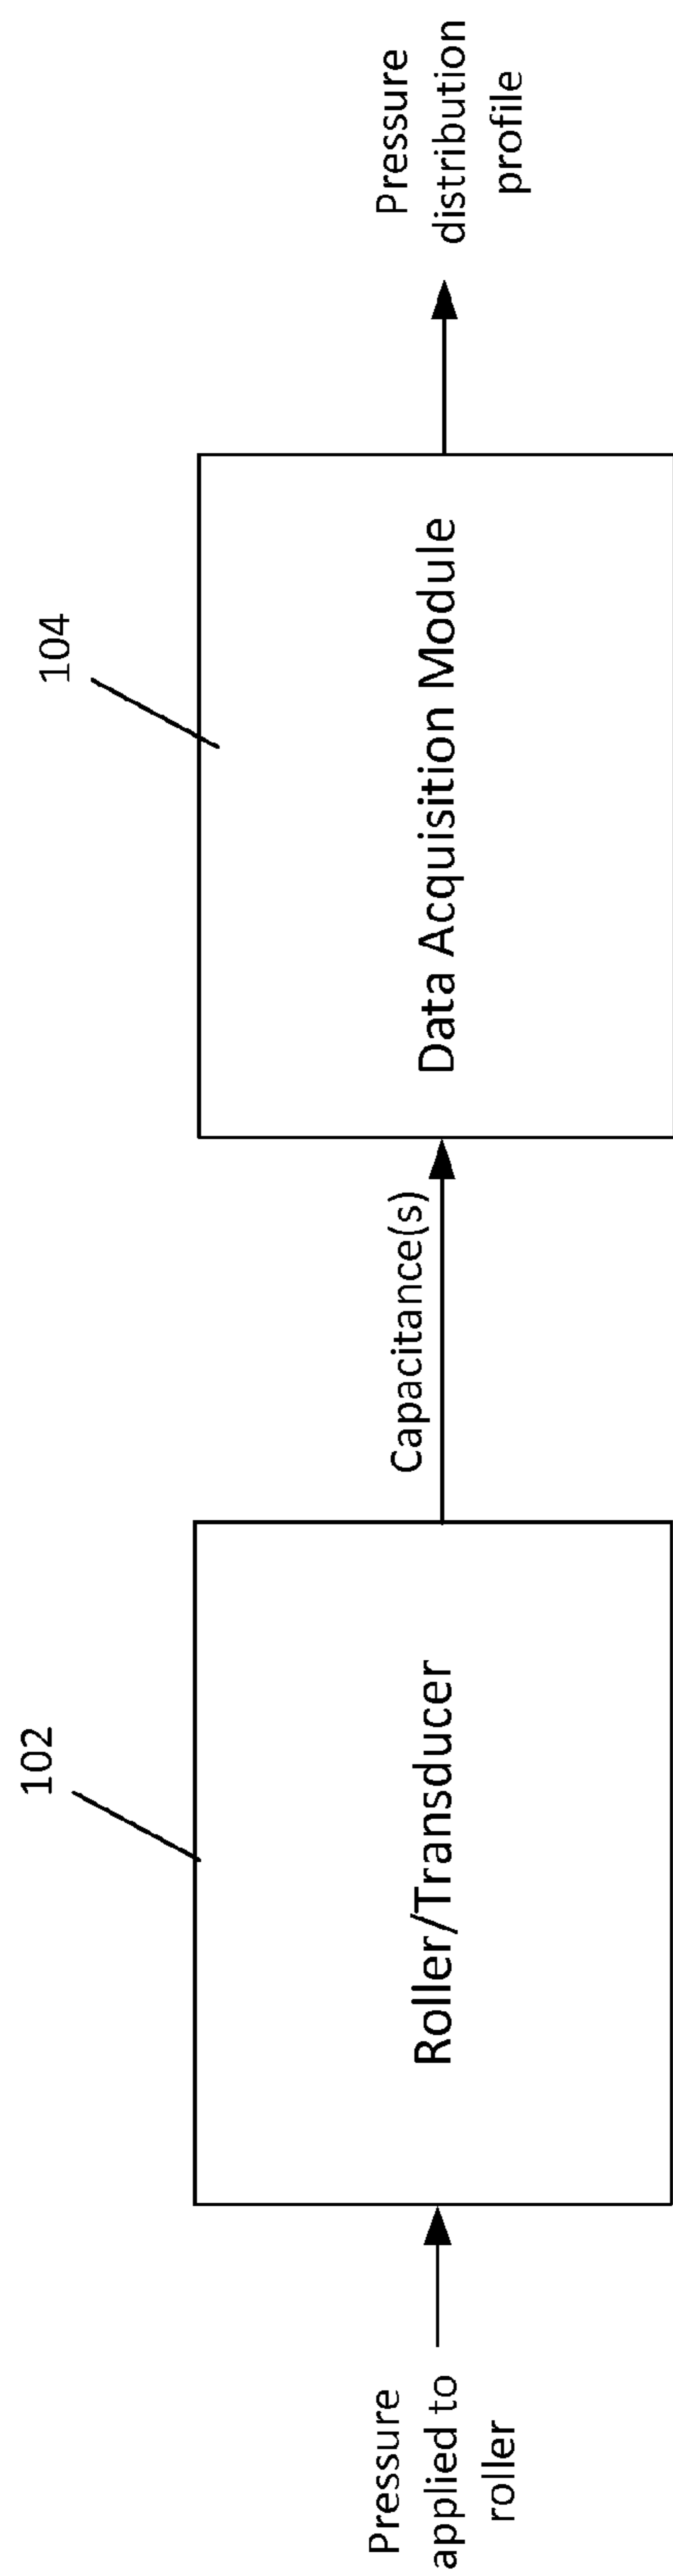 Pressure
applied to
roller
102
Roller/Transducer
Capacitance(s)
104
Data Acquisition Module
Pressure
distribution
profile